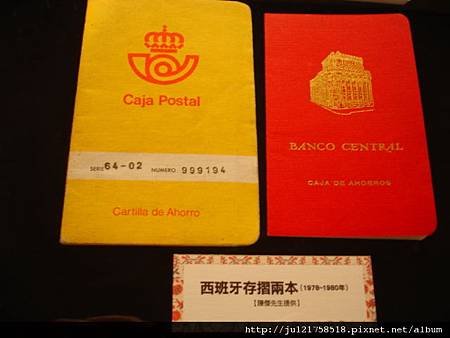 Caja Postal
SERIE 64-02 NUMERO 999194
Cartilla de Ahorro
BANCO CENTRAL
CAJA DE AHORROS
西班牙存摺兩本(1978-1980年)
【陳傑先生提供】
http://jul21758518.pixnet.net/album